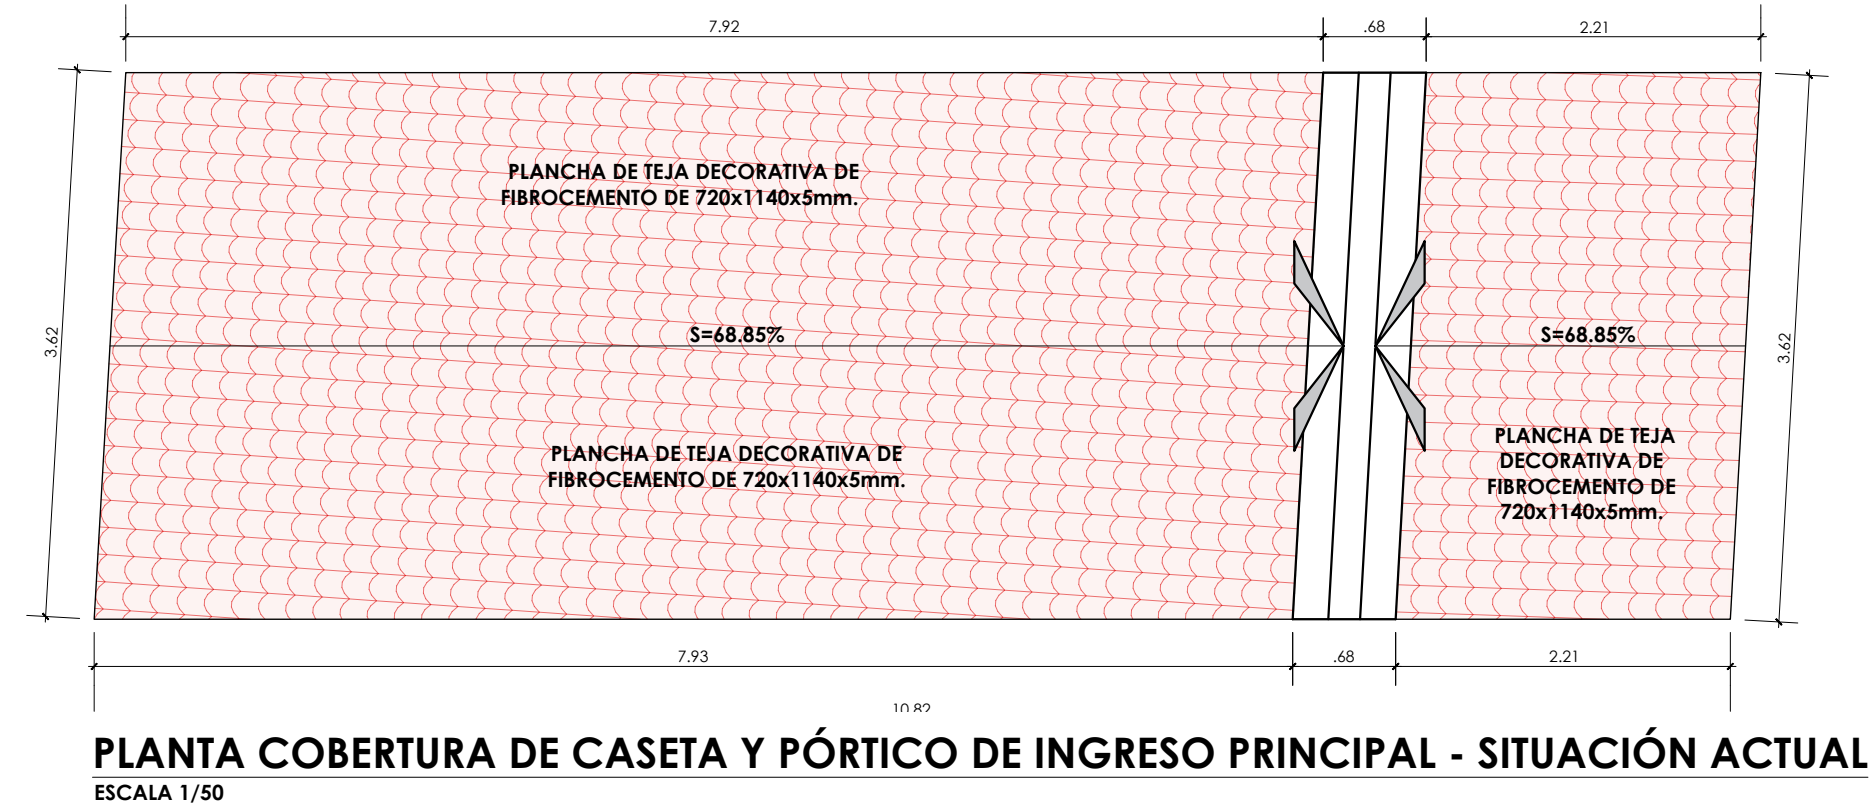 7.92
.68
2.21
PLANCHA DE TEJA DECORATIVA DE
FIBROCEMENTO DE 720x1140x5mm.
3.62
S=68.85%
S=68.85%
3.62
PLANCHA DE TEJA DECORATIVA DE
FIBROCEMENTO DE 720x1140x5mm.
PLANCHA DE TEJA
DECORATIVA DE
FIBROCEMENTO DE
720x1140x5mm.
7.93
.68
2.21
10.82
PLANTA COBERTURA DE CASETA Y PÓRTICO DE INGRESO PRINCIPAL - SITUACIÓN ACTUAL
ESCALA 1/50